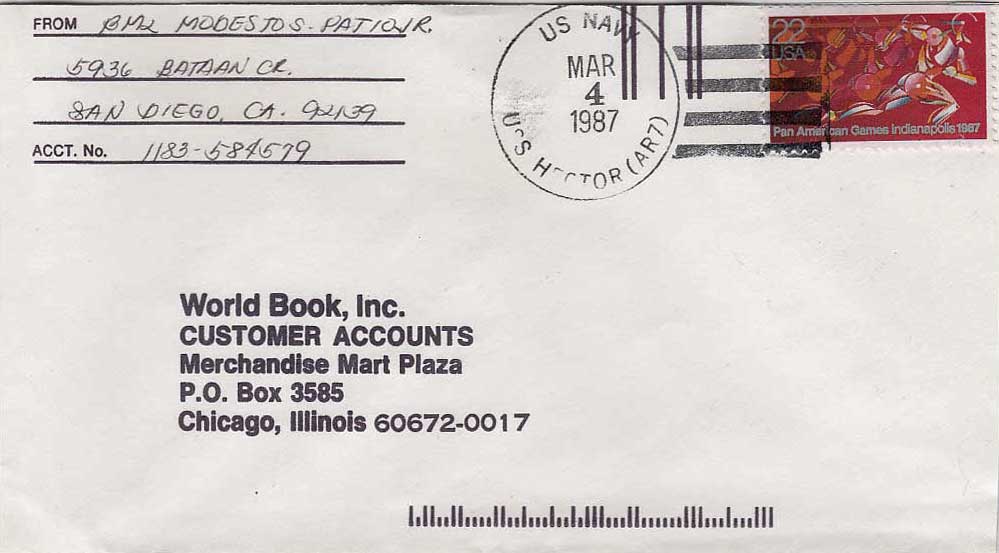 FROM BM2 MODESTO S. PATIO JR.
5936 BATAAN CR.
SAN DIEGO, CA. 92139
ACCT. No. 1183-584579
US NAVY
MAR
4
1987
USS HECTOR (AR7)
22
USA
Pan American Games Indianapolis 1987
World Book, Inc.
CUSTOMER ACCOUNTS
Merchandise Mart Plaza
P.O. Box 3585
Chicago, Illinois 60672-0017